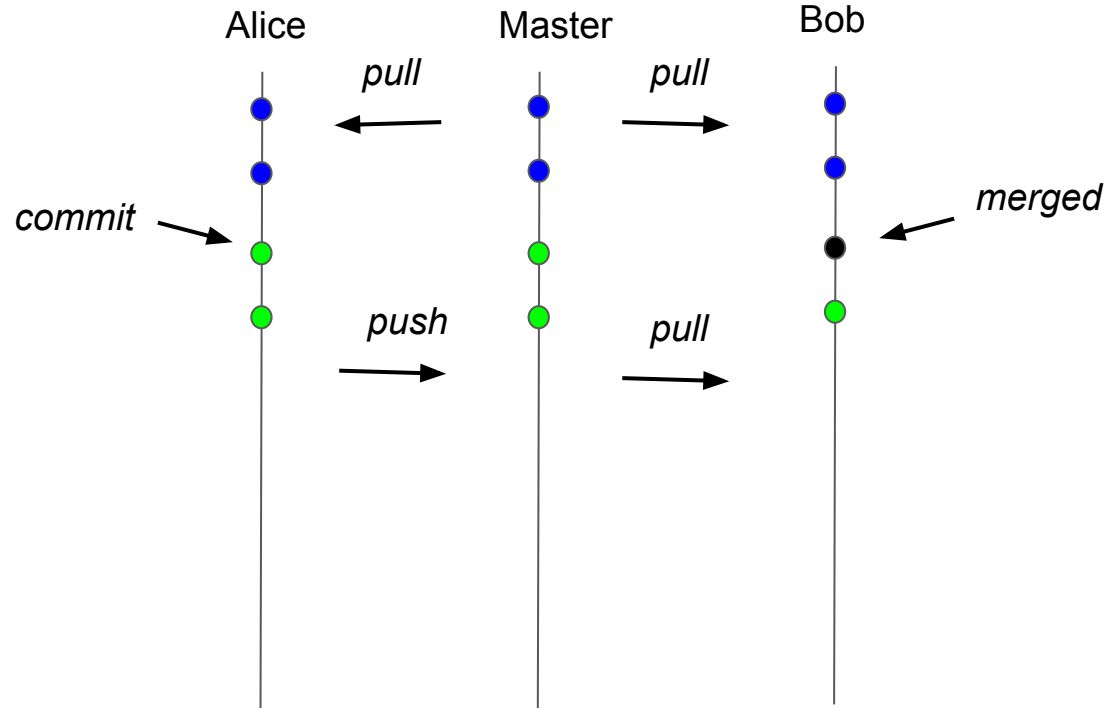 Alice
Master
Bob
pull
pull
commit
merged
push
pull